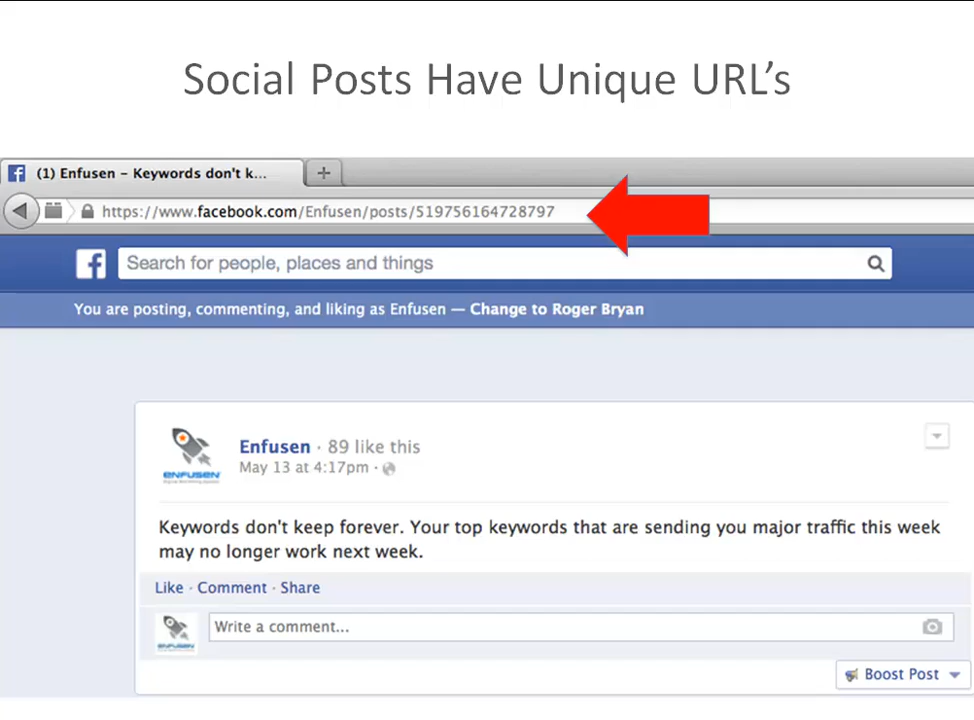 Social Posts Have Unique URL’s
(1) Enfusen – Keywords don't k...
https://www.facebook.com/Enfusen/posts/519756164728797
Search for people, places and things
You are posting, commenting, and liking as Enfusen — Change to Roger Bryan
Enfusen · 89 like this
May 13 at 4:17pm ·
ENFUSEN
Keywords don't keep forever. Your top keywords that are sending you major traffic this week
may no longer work next week.
Like · Comment · Share
ENFUSEN
Write a comment...
Boost Post